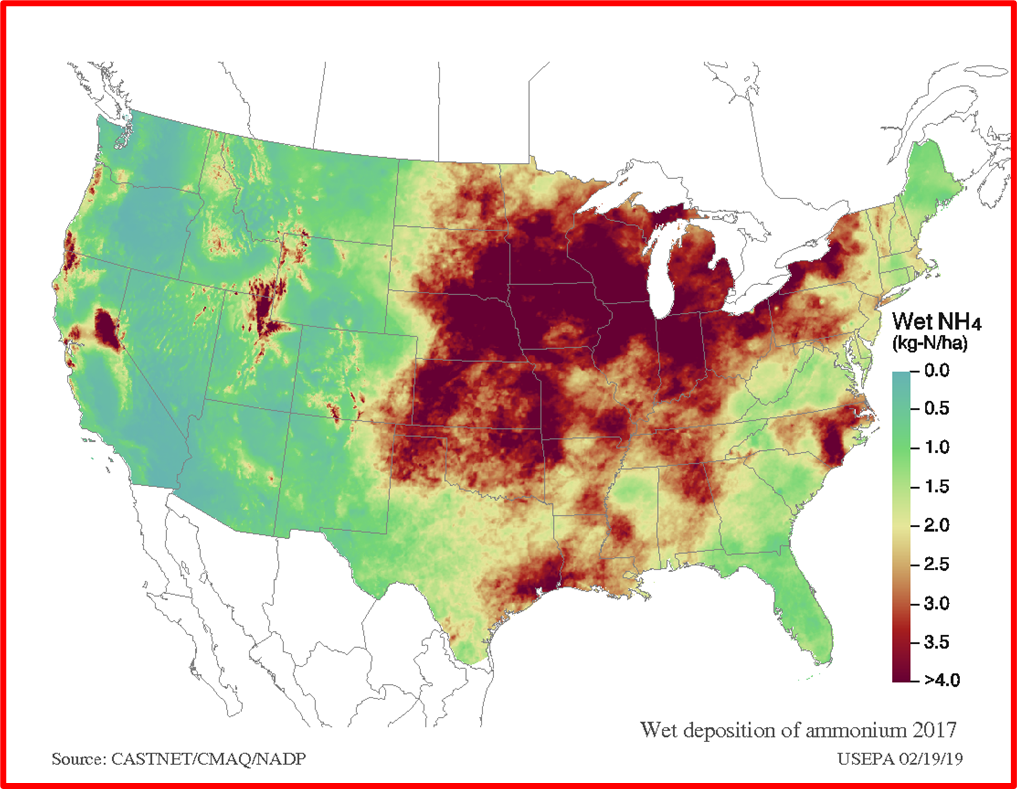 Wet NH4
(kg-N/ha)
0.0
0.5
1.0
1.5
2.0
2.5
3.0
3.5
>4.0
Wet deposition of ammonium 2017
Source: CASTNET/CMAQ/NADP
USEPA 02/19/19